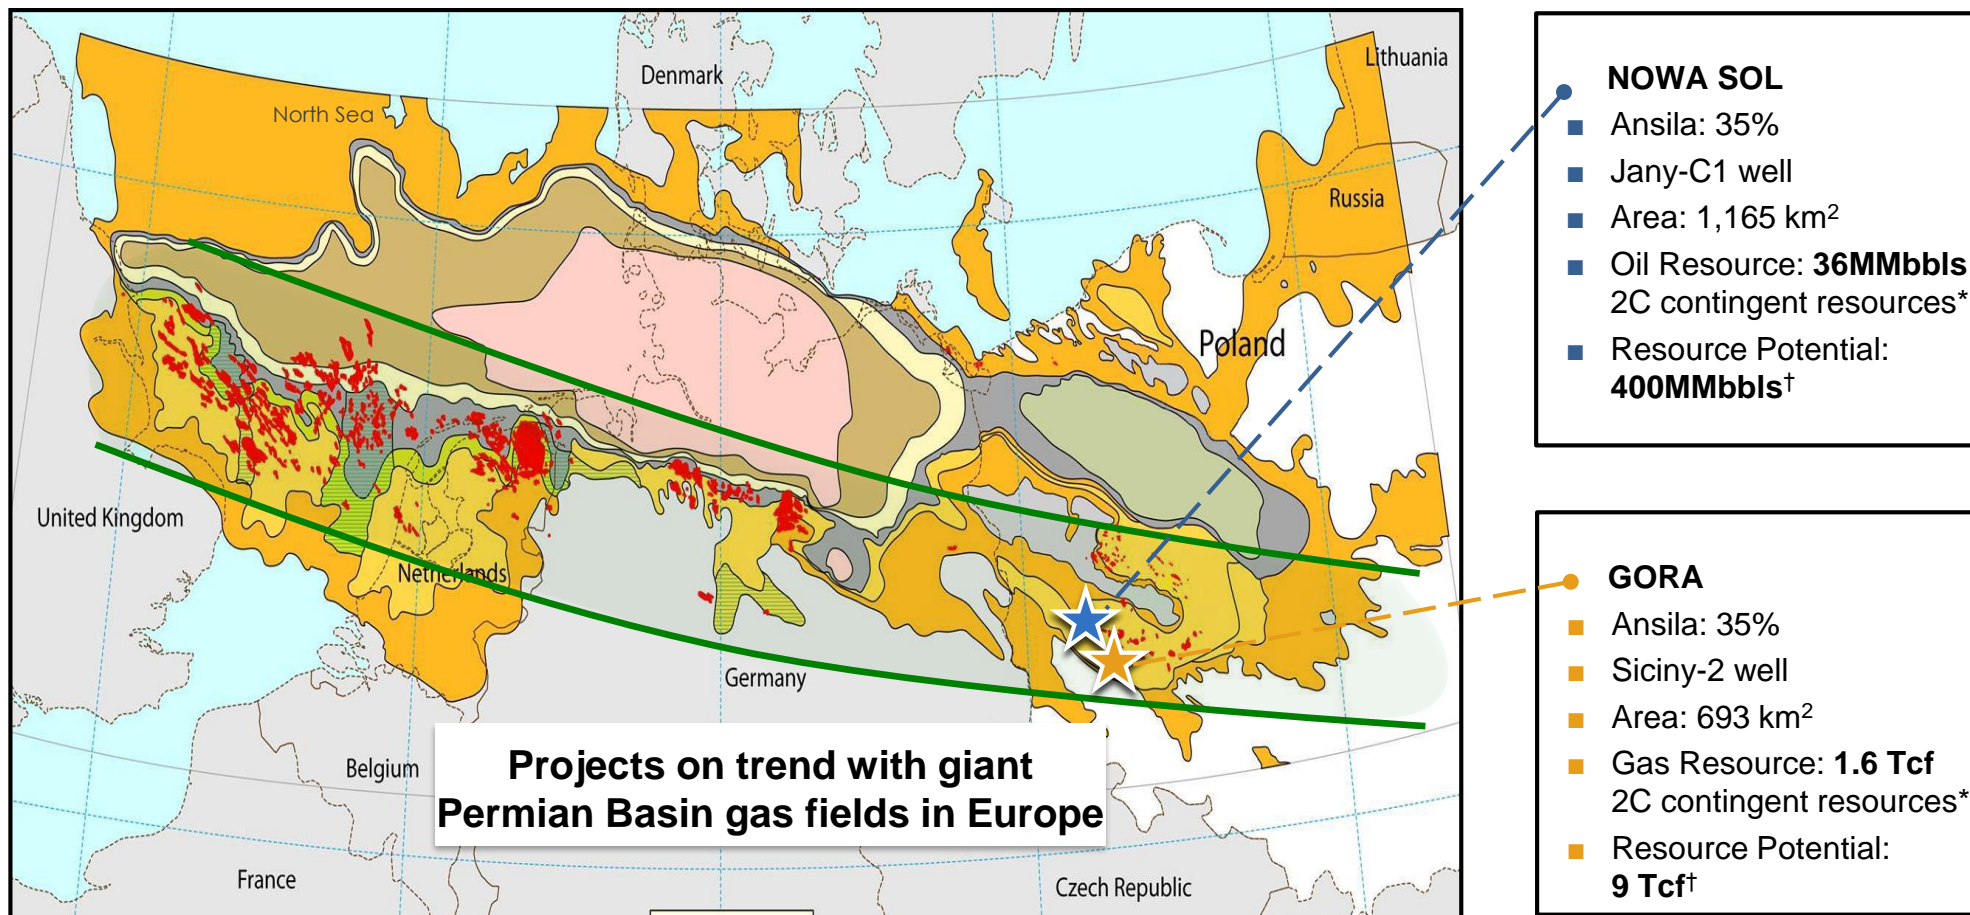 Denmark
Lithuania
North Sea
Russia
Poland
United Kingdom
Netherlands
Germany
Belgium
France
Czech Republic
Projects on trend with giant
Permian Basin gas fields in Europe
NOWA SOL
■ Ansila: 35%
■ Jany-C1 well
■ Area: 1,165 km²
■ Oil Resource: 36MMbbls
2C contingent resources*
■ Resource Potential:
400MMbbls†
GORA
■ Ansila: 35%
■ Siciny-2 well
■ Area: 693 km²
■ Gas Resource: 1.6 Tcf
2C contingent resources*
■ Resource Potential:
9 Tcf†